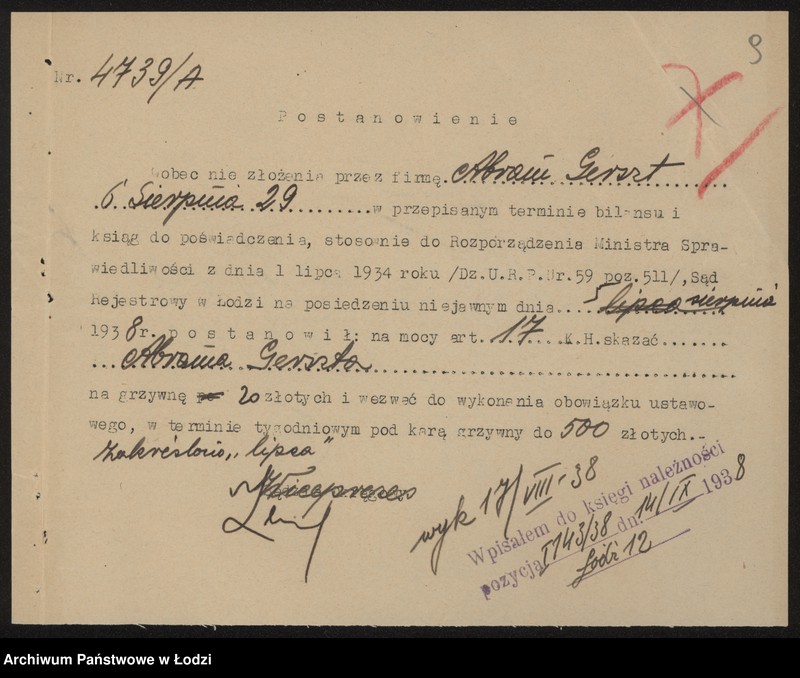 9
Nr. 4739/A
Postanowienie
Wobec nie złożenia przez firmę Abram Gerszt
6 Sierpnia 29 w przepisanym terminie bilansu i
ksiąg do poświadczenia, stosownie do Rozporządzenia Ministra Spra-
wiedliwości z dnia 1 lipca 1934 roku /Dz.U.R.P.Nr.59 poz.511/, Sąd
Rejestrowy w Łodzi na posiedzeniu niejawnym dnia 5 lipca sierpnia
1938r. postanowił: na mocy art. 17 K.H.skazać
Abrama Gerszta
na grzywnę 20 złotych i wezwać do wykonania obowiązku ustawo-
wego, w terminie tygodniowym pod karą grzywny do 500 złotych.-
Zakreślono „lipca"
Wiceprezes
wyk 17/VIII-38
Wpisałem do księgi należności
pozycja I 143/38 dn. 14/IX 1938
Łódź 12
Archiwum Państwowe w Łodzi